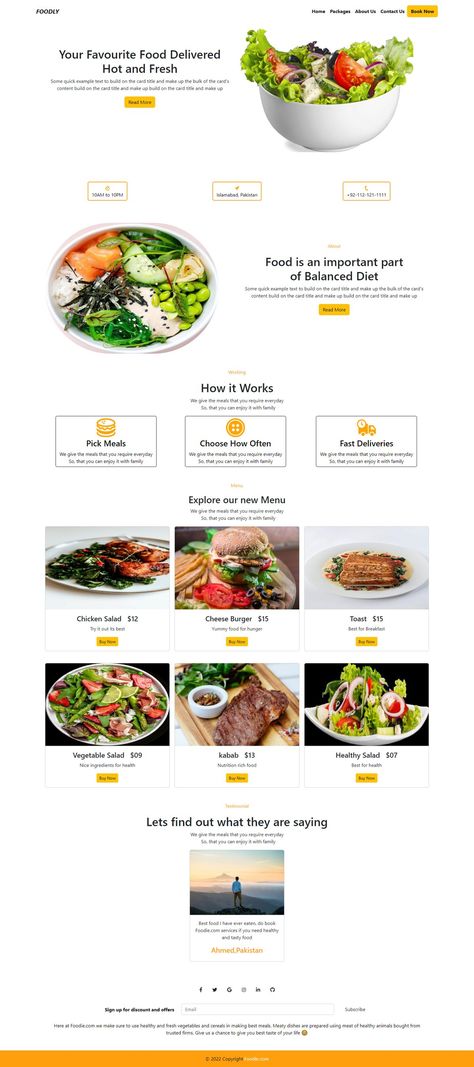 FOODLY
Home Packages About Us Contact Us Book Now
Your Favourite Food Delivered
Hot and Fresh
Some quick example text to build on the card title and make up the bulk of the card's
content build on the card title and make up build on the card title and make up
Read More
10AM to 10PM
Islamabad, Pakistan
+92-112-121-1111
About
Food is an important part
of Balanced Diet
Some quick example text to build on the card title and make up the bulk of the card's
content build on the card title and make up build on the card title and make up
Read More
Working
How it Works
We give the meals that you require everyday
So, that you can enjoy it with family
Pick Meals
We give the meals that you require everyday
So, that you can enjoy it with family
Choose How Often
We give the meals that you require everyday
So, that you can enjoy it with family
Fast Deliveries
We give the meals that you require everyday
So, that you can enjoy it with family
Menu
Explore our new Menu
We give the meals that you require everyday
So, that you can enjoy it with family
Chicken Salad $12
Try it out its best
Buy Now
Cheese Burger $15
Yummy food for hunger
Buy Now
Toast $15
Best for Breakfast
Buy Now
Vegetable Salad $09
Nice ingredients for health
Buy Now
kabab $13
Nutrition rich food
Buy Now
Healthy Salad $07
Best for health
Buy Now
Testimonial
Lets find out what they are saying
We give the meals that you require everyday
So, that you can enjoy it with family
Best food I have ever eaten, do book
Foodie.com services if you need healthy
and tasty food
Ahmed,Pakistan
Sign up for discount and offers Email Subscribe
Here at Foodie.com we make sure to use healthy and fresh vegetables and cereals in making best meals. Meaty dishes are prepared using meat of healthy animals bought from
trusted firms. Give us a chance to give you best taste of your life 😋
© 2022 Copyright Foodie.com